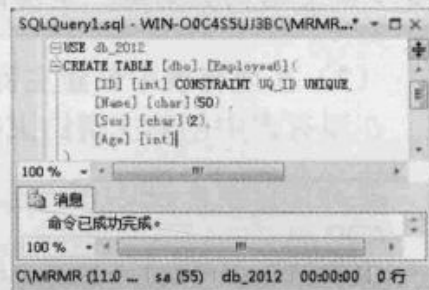 SQLQuery1.sql - WIN-O0C4S5UJ3BC\MRMR...*
USE db_2012
CREATE TABLE [dbo].[Employee6](
[ID] [int] CONSTRAINT UQ_ID UNIQUE,
[Name] [char](50),
[Sex] [char](2),
[Age] [int]
)
100 %
消息
命令已成功完成。
100 %
C\MRMR (11.0 ... sa (55) db_2012 00:00:00 0 行